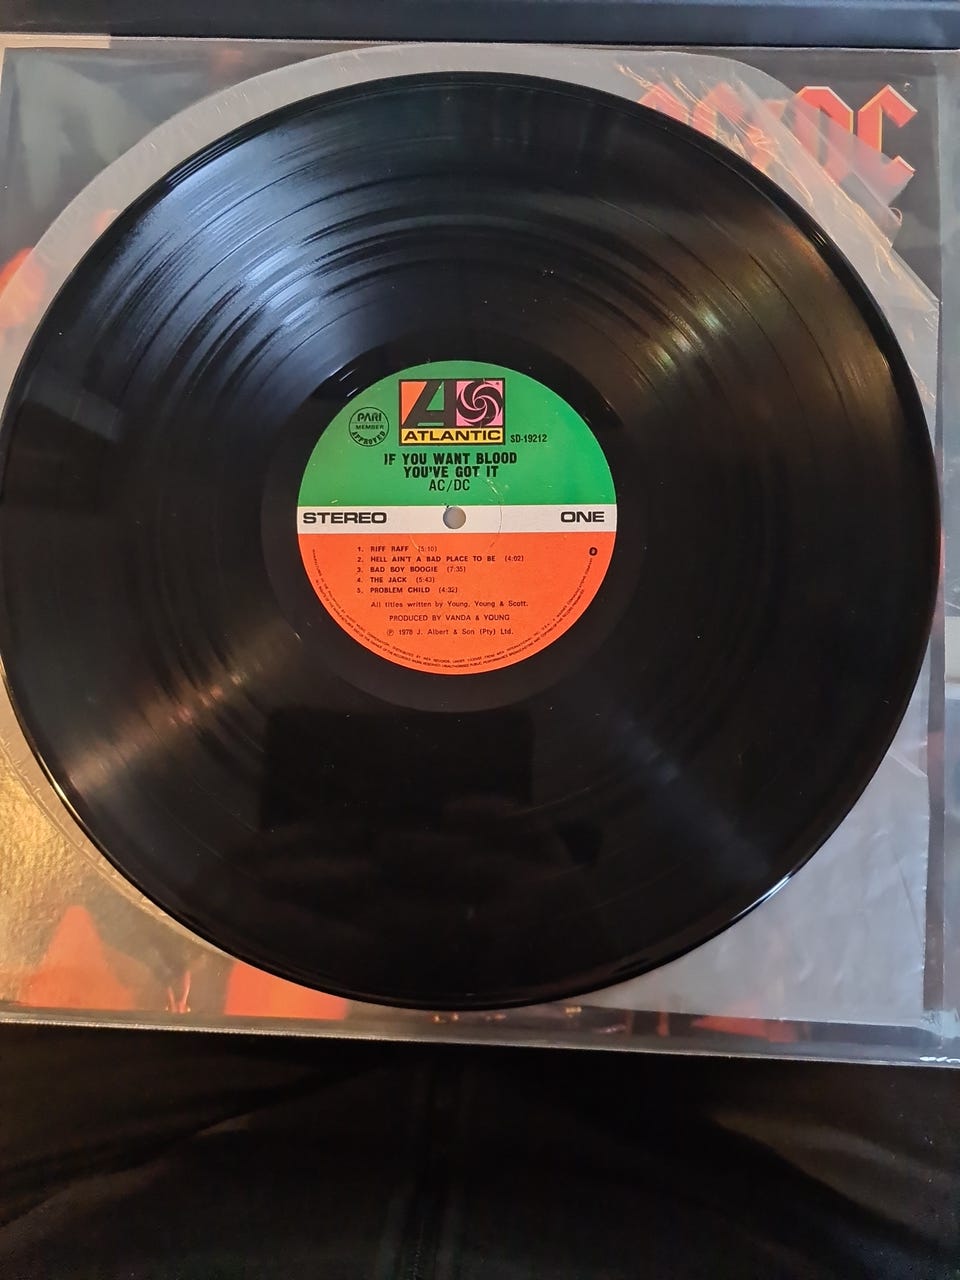 AC/DC
PARI
MEMBER
APPROVED
ATLANTIC
SD-19212
IF YOU WANT BLOOD
YOU'VE GOT IT
AC/DC
STEREO
ONE
1. RIFF RAFF (5:10)
2. HELL AIN'T A BAD PLACE TO BE (4:02)
3. BAD BOY BOOGIE (7:35)
4. THE JACK (5:43)
5. PROBLEM CHILD (4:32)
All titles written by Young, Young & Scott.
PRODUCED BY VANDA & YOUNG
℗ 1978 J. Albert & Son (Pty) Ltd.